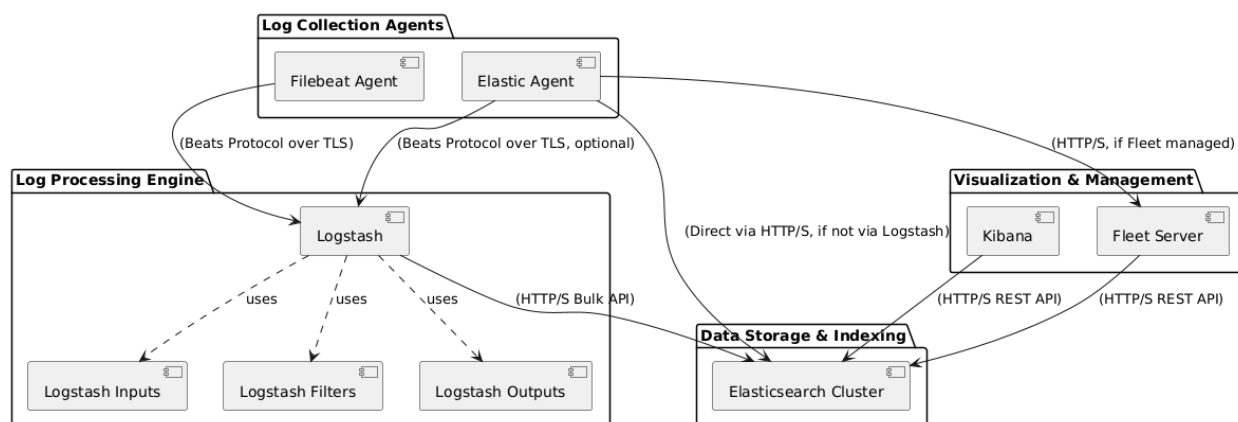 Log Collection Agents
Filebeat Agent
Elastic Agent
(Beats Protocol over TLS)
(Beats Protocol over TLS, optional)
(HTTP/S, if Fleet managed)
Log Processing Engine
Visualization & Management
Logstash
(Direct via HTTP/S, if not via Logstash)
Kibana
Fleet Server
uses
uses
uses
(HTTP/S Bulk API)
(HTTP/S REST API)
(HTTP/S REST API)
Data Storage & Indexing
Logstash Inputs
Logstash Filters
Logstash Outputs
Elasticsearch Cluster